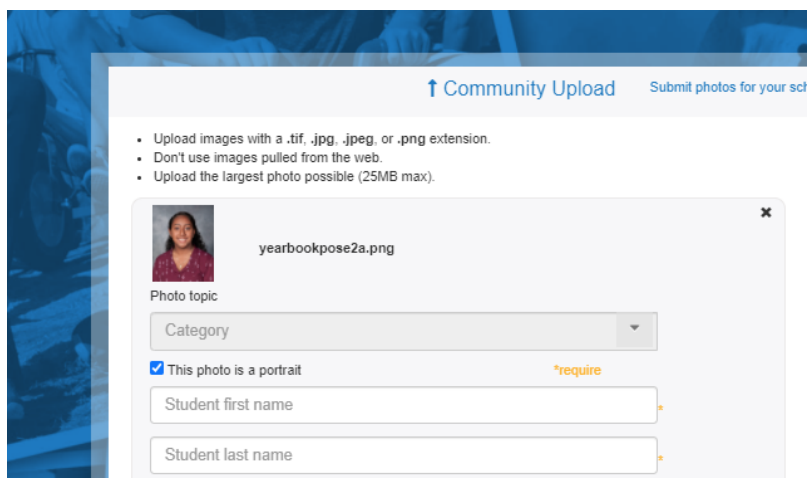 Community Upload
Submit photos for your
Upload images with a .tif, .jpg, .jpeg, or .png extension.
Don't use images pulled from the web.
Upload the largest photo possible (25MB max).
yearbookpose2a.png
Photo topic
Category
This photo is a portrait
*require
Student first name
*
Student last name
*